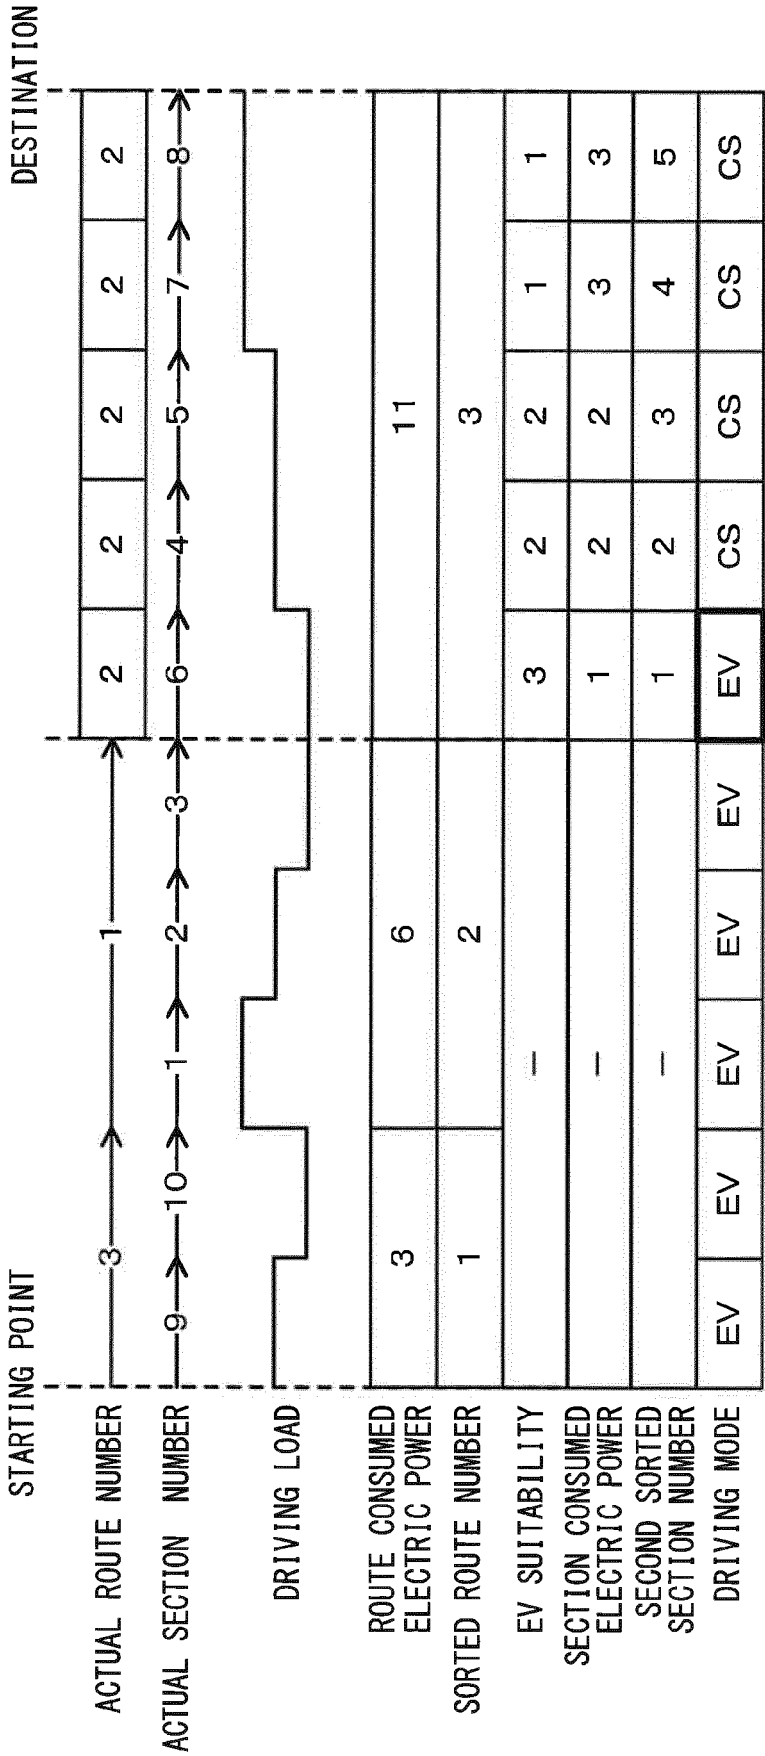 STARTING POINT DESTINATION
ACTUAL ROUTE NUMBER 3 1 2 2 2 2 2
ACTUAL SECTION NUMBER 9 10 1 2 3 6 4 5 7 8
DRIVING LOAD
ROUTE CONSUMED
ELECTRIC POWER 3 6 11
SORTED ROUTE NUMBER 1 2 3
EV SUITABILITY – 3 2 2 1 1
SECTION CONSUMED
ELECTRIC POWER – 1 2 2 3 3
SECOND SORTED
SECTION NUMBER – 1 2 3 4 5
DRIVING MODE EV EV EV EV EV EV CS CS CS CS